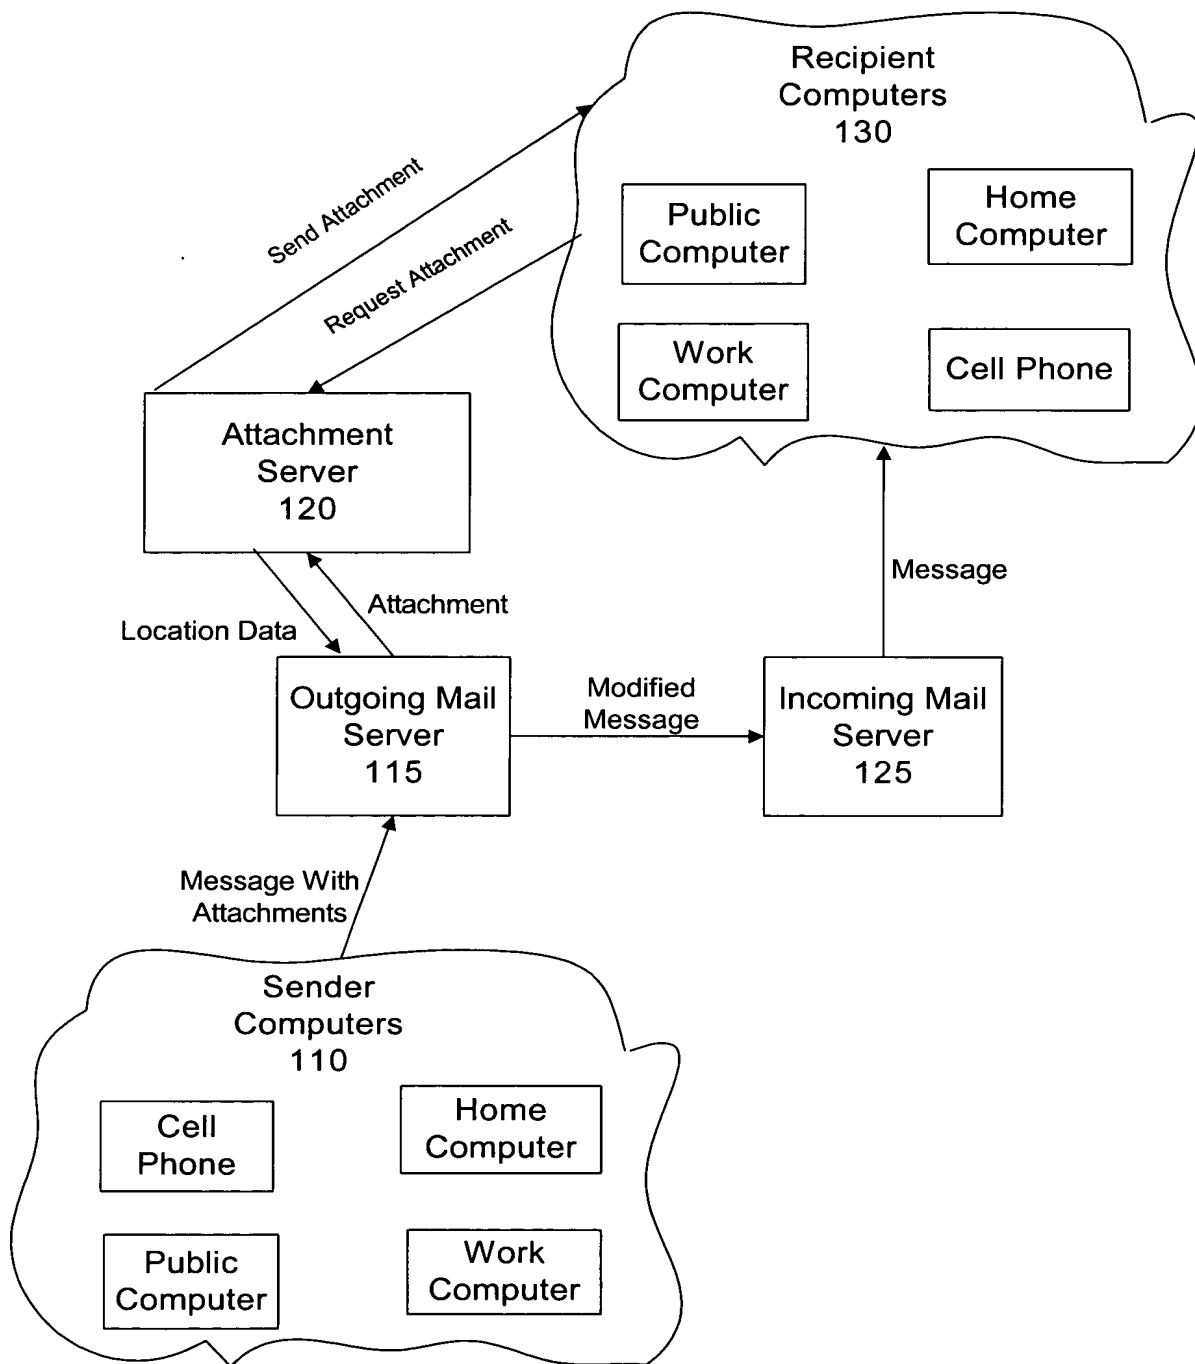 Recipient
Computers
130
Public
Computer
Home
Computer
Work
Computer
Cell Phone
Send Attachment
Request Attachment
Attachment
Server
120
Message
Attachment
Location Data
Outgoing Mail
Server
115
Modified
Message
Incoming Mail
Server
125
Message With
Attachments
Sender
Computers
110
Cell
Phone
Home
Computer
Public
Computer
Work
Computer